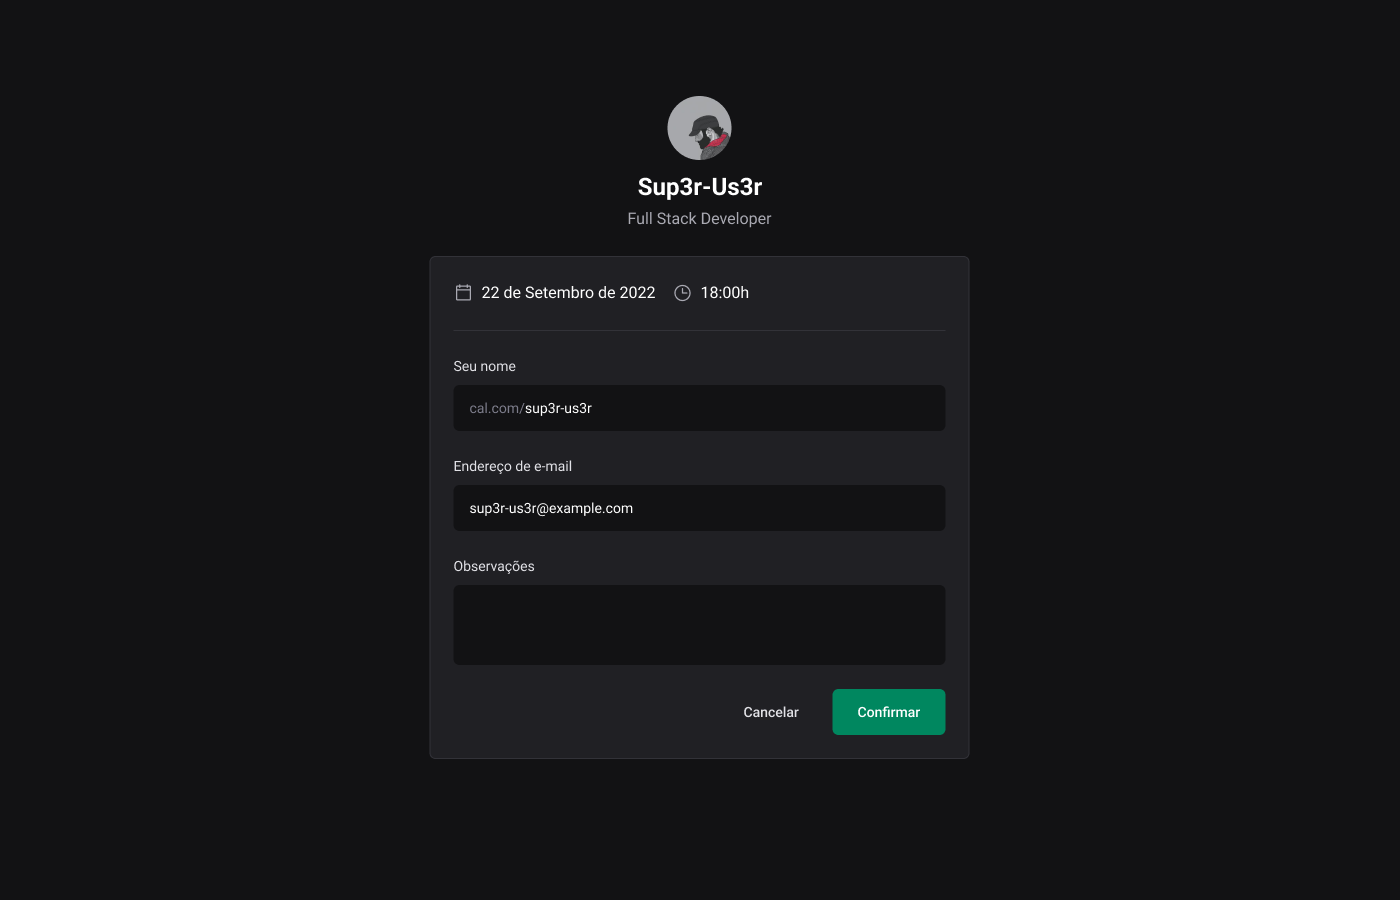 Sup3r-Us3r
Full Stack Developer
22 de Setembro de 2022 18:00h
Seu nome
cal.com/sup3r-us3r
Endereço de e-mail
sup3r-us3r@example.com
Observações
Cancelar Confirmar